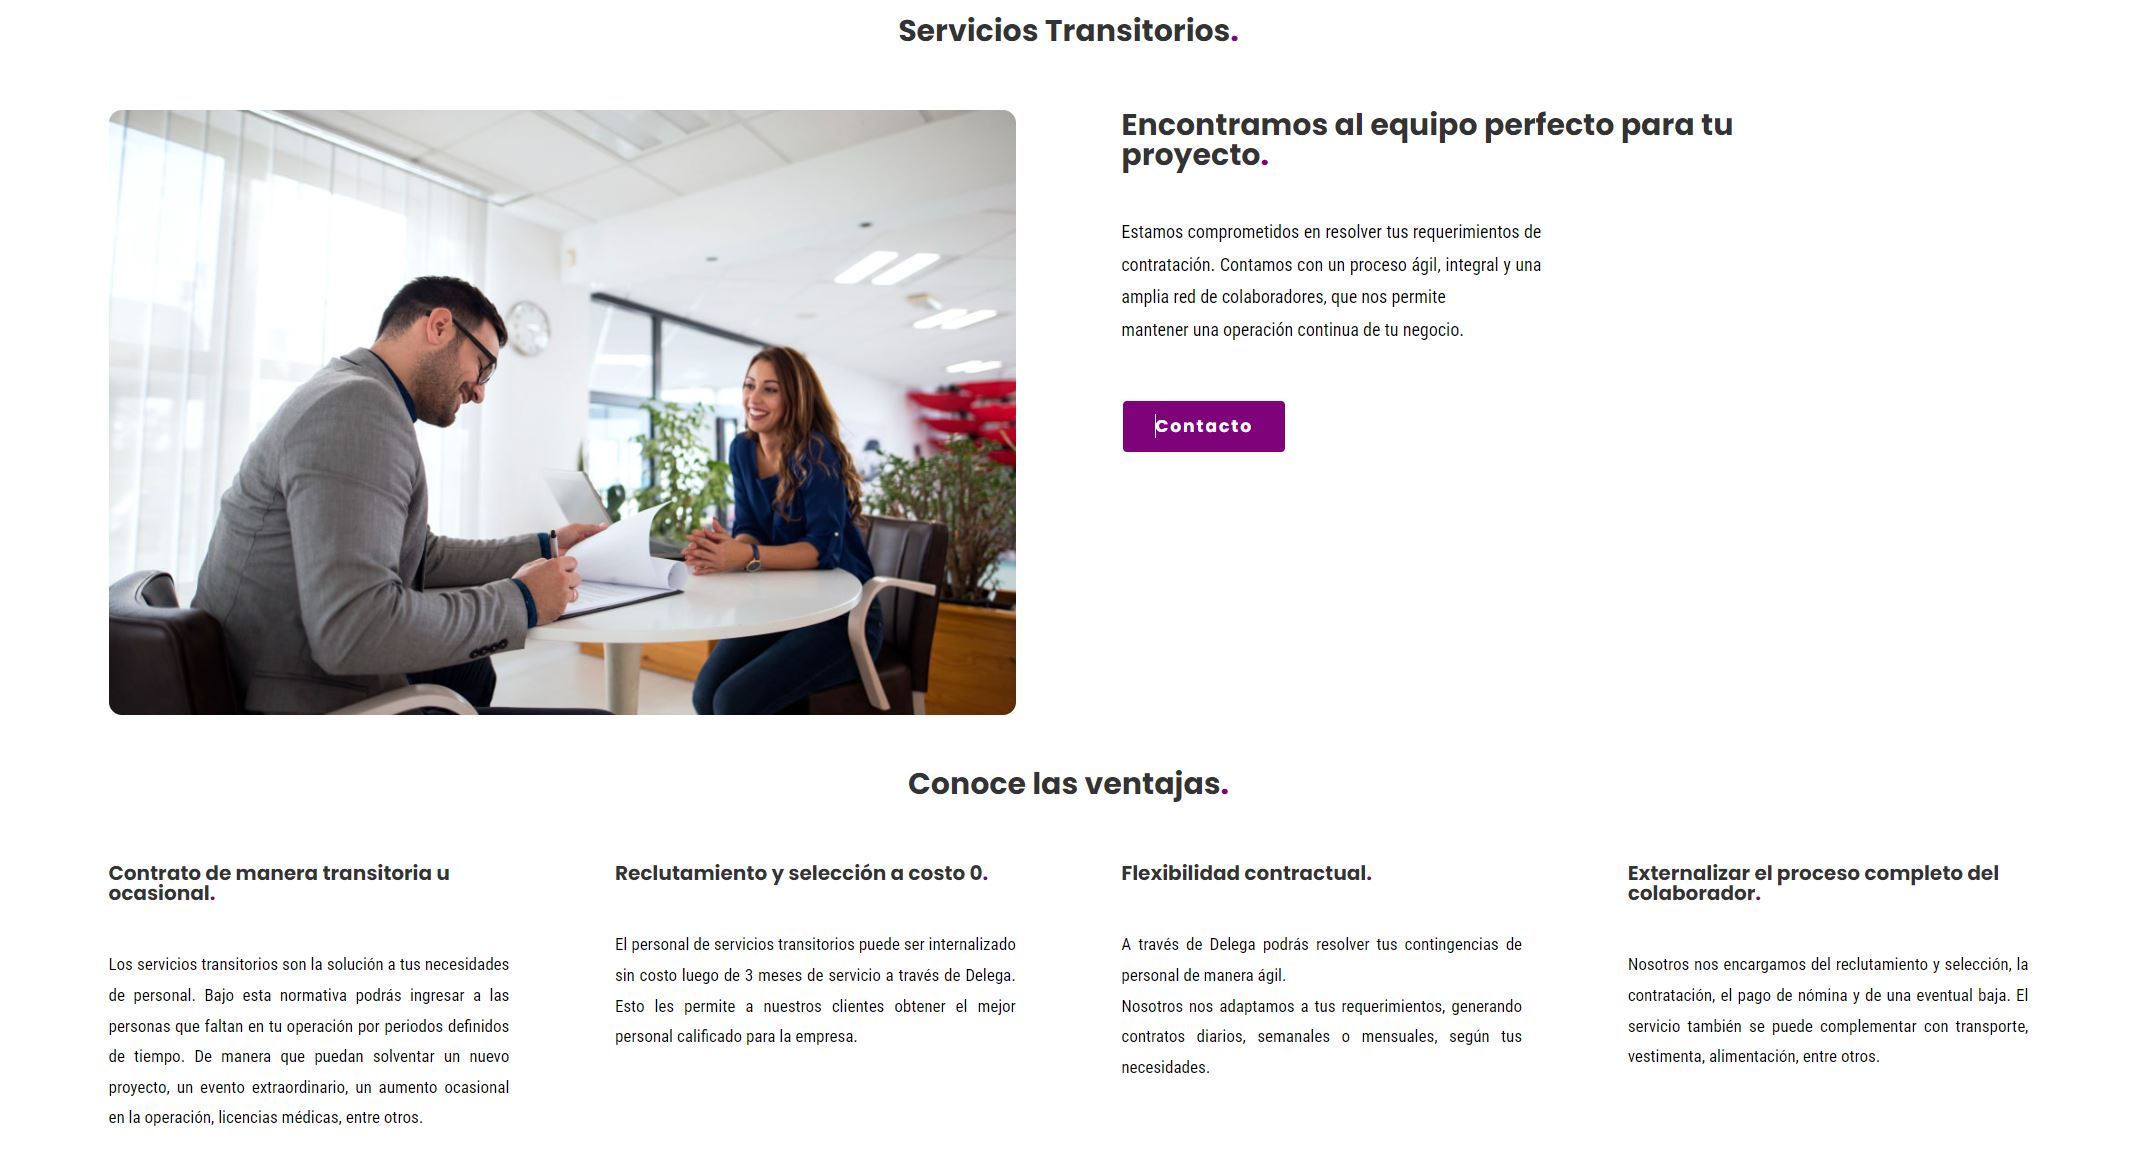 Servicios Transitorios.
Encontramos al equipo perfecto para tu
proyecto.
Estamos comprometidos en resolver tus requerimientos de
contratación. Contamos con un proceso ágil, integral y una
amplia red de colaboradores, que nos permite
mantener una operación continua de tu negocio.
Contacto
Conoce las ventajas.
Contrato de manera transitoria u
ocasional.
Los servicios transitorios son la solución a tus necesidades
de personal. Bajo esta normativa podrás ingresar a las
personas que faltan en tu operación por periodos definidos
de tiempo. De manera que puedan solventar un nuevo
proyecto, un evento extraordinario, un aumento ocasional
en la operación, licencias médicas, entre otros.
Reclutamiento y selección a costo 0.
El personal de servicios transitorios puede ser internalizado
sin costo luego de 3 meses de servicio a través de Delega.
Esto les permite a nuestros clientes obtener el mejor
personal calificado para la empresa.
Flexibilidad contractual.
A través de Delega podrás resolver tus contingencias de
personal de manera ágil.
Nosotros nos adaptamos a tus requerimientos, generando
contratos diarios, semanales o mensuales, según tus
necesidades.
Externalizar el proceso completo del
colaborador.
Nosotros nos encargamos del reclutamiento y selección, la
contratación, el pago de nómina y de una eventual baja. El
servicio también se puede complementar con transporte,
vestimenta, alimentación, entre otros.